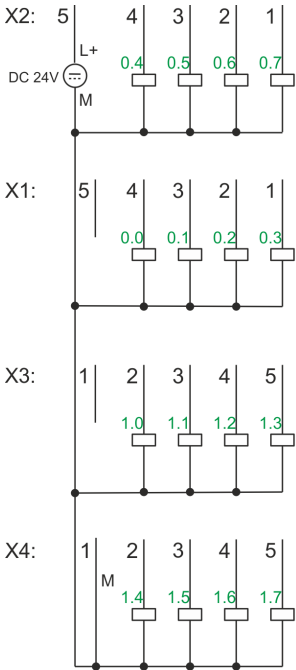 X2: 5 4 3 2 1
L+
0.4 0.5 0.6 0.7
DC 24V
M
X1: 5 4 3 2 1
0.0 0.1 0.2 0.3
X3: 1 2 3 4 5
1.0 1.1 1.2 1.3
X4: 1 2 3 4 5
M
1.4 1.5 1.6 1.7